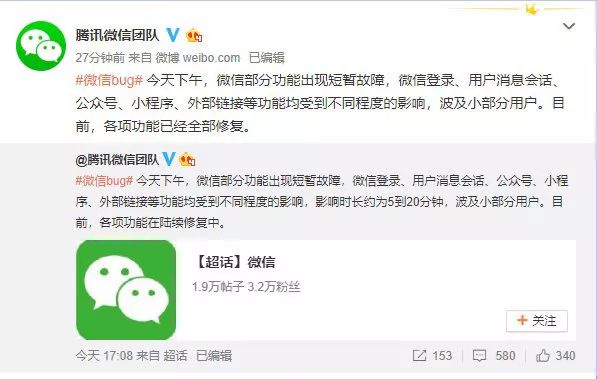 腾讯微信团队
27分钟前 来自 微博 weibo.com 已编辑
#微信bug# 今天下午，微信部分功能出现短暂故障，微信登录、用户消息会话、
公众号、小程序、外部链接等功能均受到不同程度的影响，波及小部分用户。目
前，各项功能已经全部修复。
@腾讯微信团队
#微信bug# 今天下午，微信部分功能出现短暂故障，微信登录、用户消息会话、公众号、小程
序、外部链接等功能均受到不同程度的影响，影响时长约为5到20分钟，波及小部分用户。目
前，各项功能在陆续修复中。
【超话】微信
1.9万帖子 3.2万粉丝
+ 关注
今天 17:08 来自 超话 已编辑 153 580 340